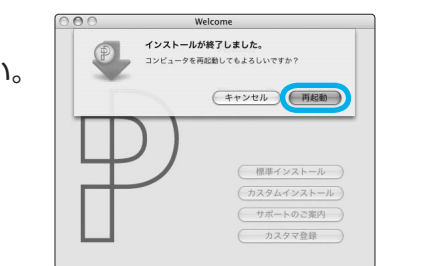 い。
Welcome
インストールが終了しました。
コンピュータを再起動してもよろしいですか？
キャンセル
再起動
標準インストール
カスタムインストール
サポートのご案内
カスタマ登録